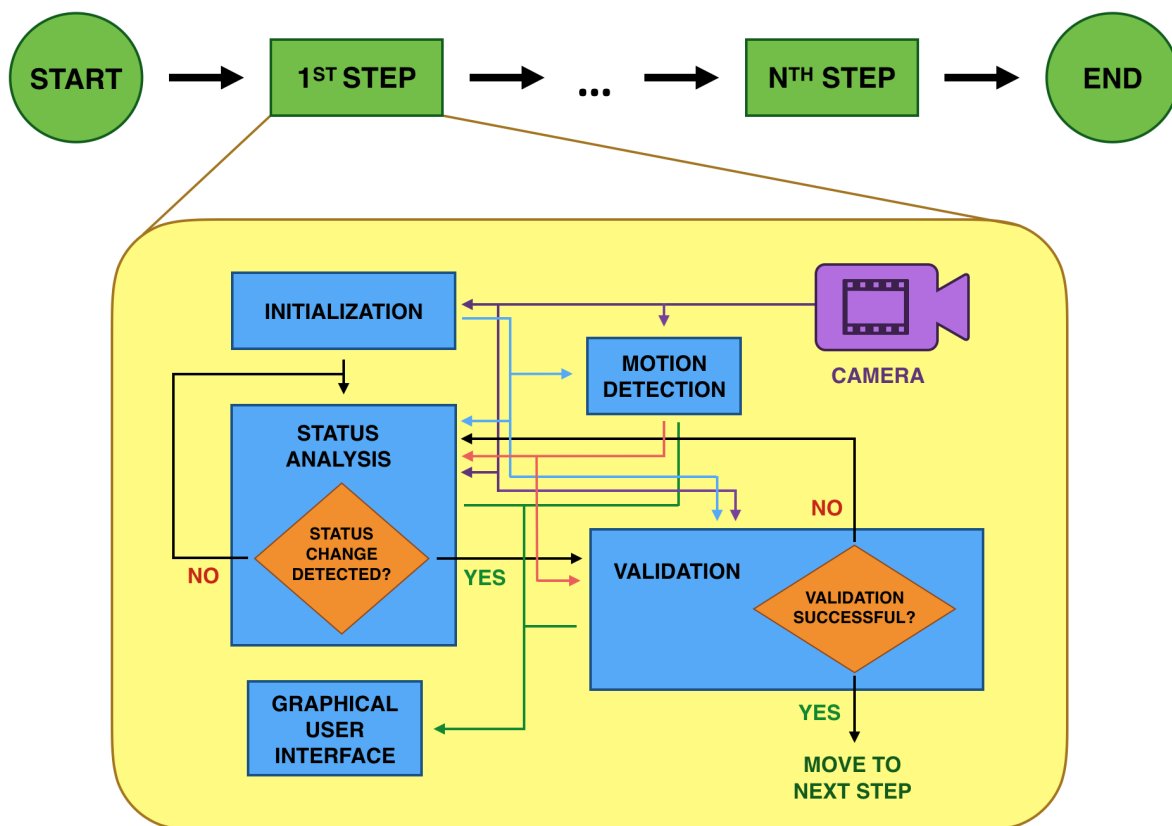 START
1ST STEP
...
NTH STEP
END
INITIALIZATION
MOTION
DETECTION
CAMERA
STATUS
ANALYSIS
STATUS
CHANGE
DETECTED?
NO
YES
VALIDATION
NO
VALIDATION
SUCCESSFUL?
YES
GRAPHICAL
USER
INTERFACE
MOVE TO
NEXT STEP